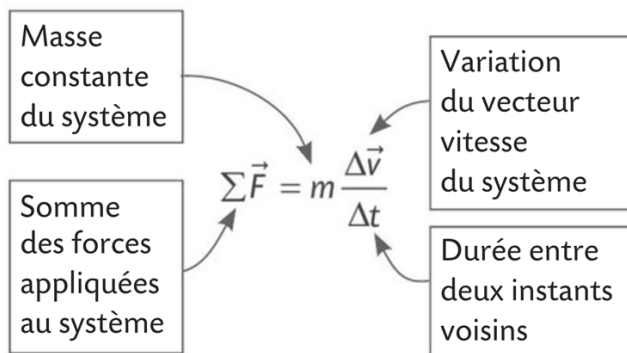 Masse
constante
du système
Somme
des forces
appliquées
au système
∑F⃗ = m Δv⃗/Δt
Variation
du vecteur
vitesse
du système
Durée entre
deux instants
voisins